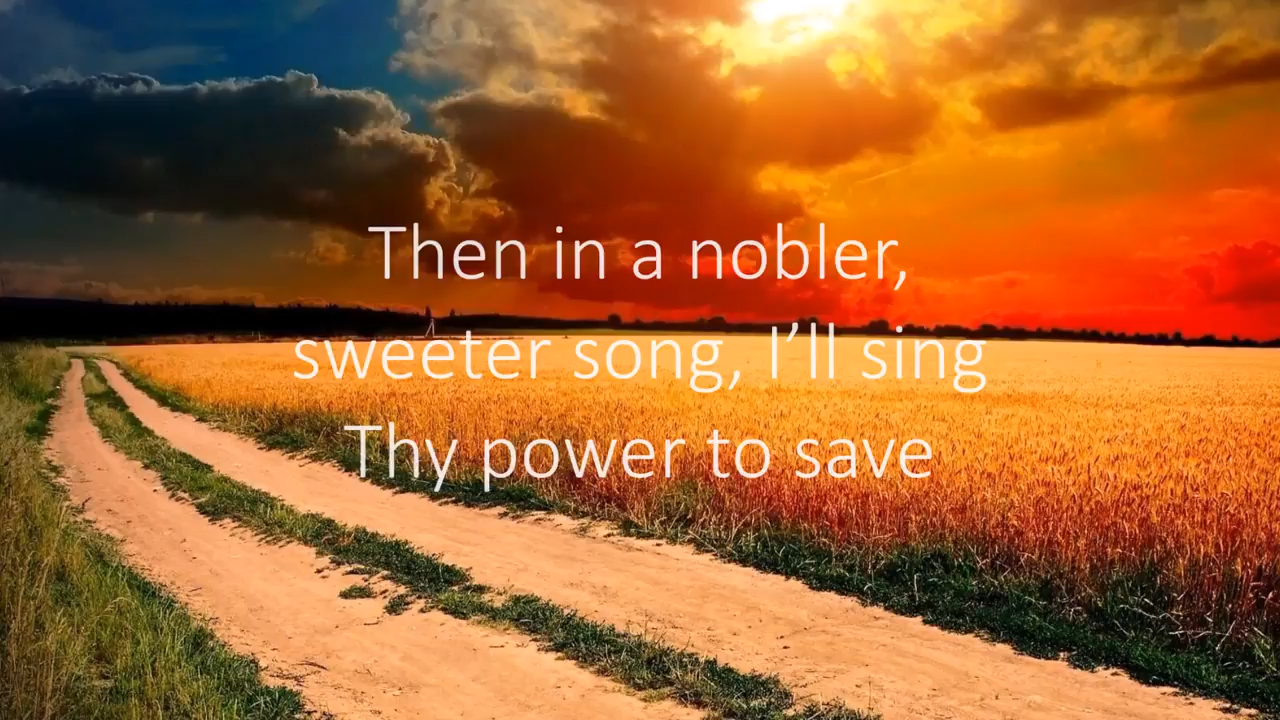 Then in a nobler,
sweeter song, I’ll sing
Thy power to save